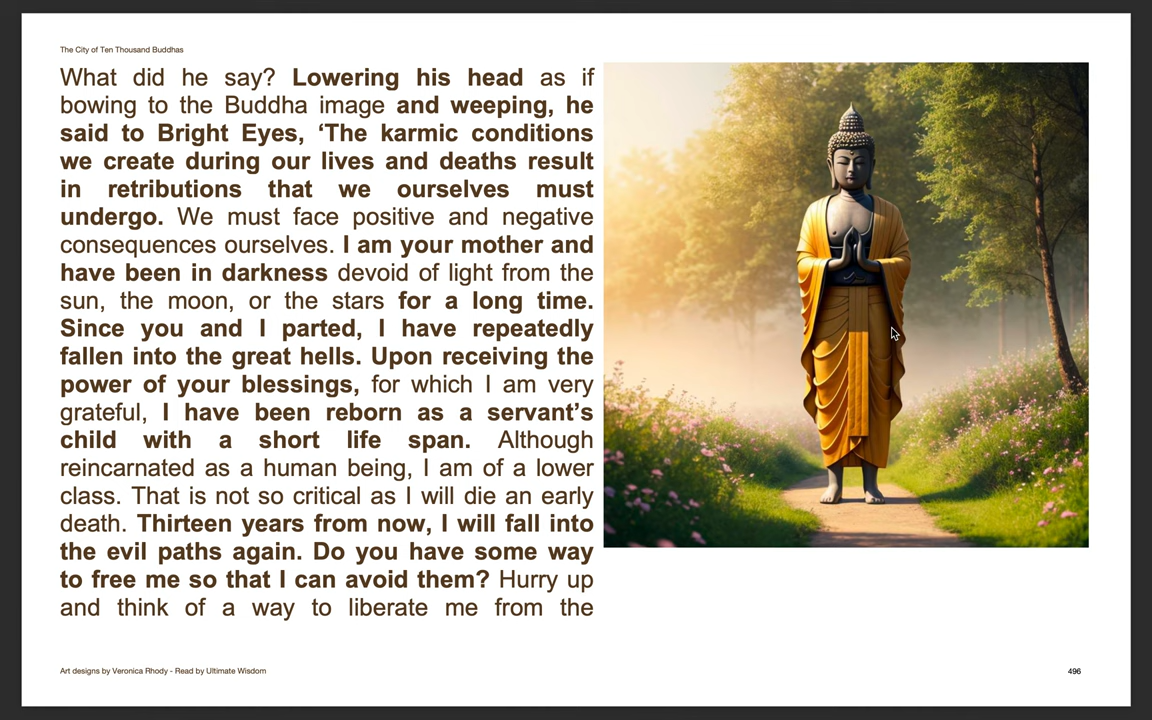 The City of Ten Thousand Buddhas
What did he say? Lowering his head as if
bowing to the Buddha image and weeping, he
said to Bright Eyes, ‘The karmic conditions
we create during our lives and deaths result
in retributions that we ourselves must
undergo. We must face positive and negative
consequences ourselves. I am your mother and
have been in darkness devoid of light from the
sun, the moon, or the stars for a long time.
Since you and I parted, I have repeatedly
fallen into the great hells. Upon receiving the
power of your blessings, for which I am very
grateful, I have been reborn as a servant’s
child with a short life span. Although
reincarnated as a human being, I am of a lower
class. That is not so critical as I will die an early
death. Thirteen years from now, I will fall into
the evil paths again. Do you have some way
to free me so that I can avoid them? Hurry up
and think of a way to liberate me from the
Art designs by Veronica Rhody - Read by Ultimate Wisdom
496